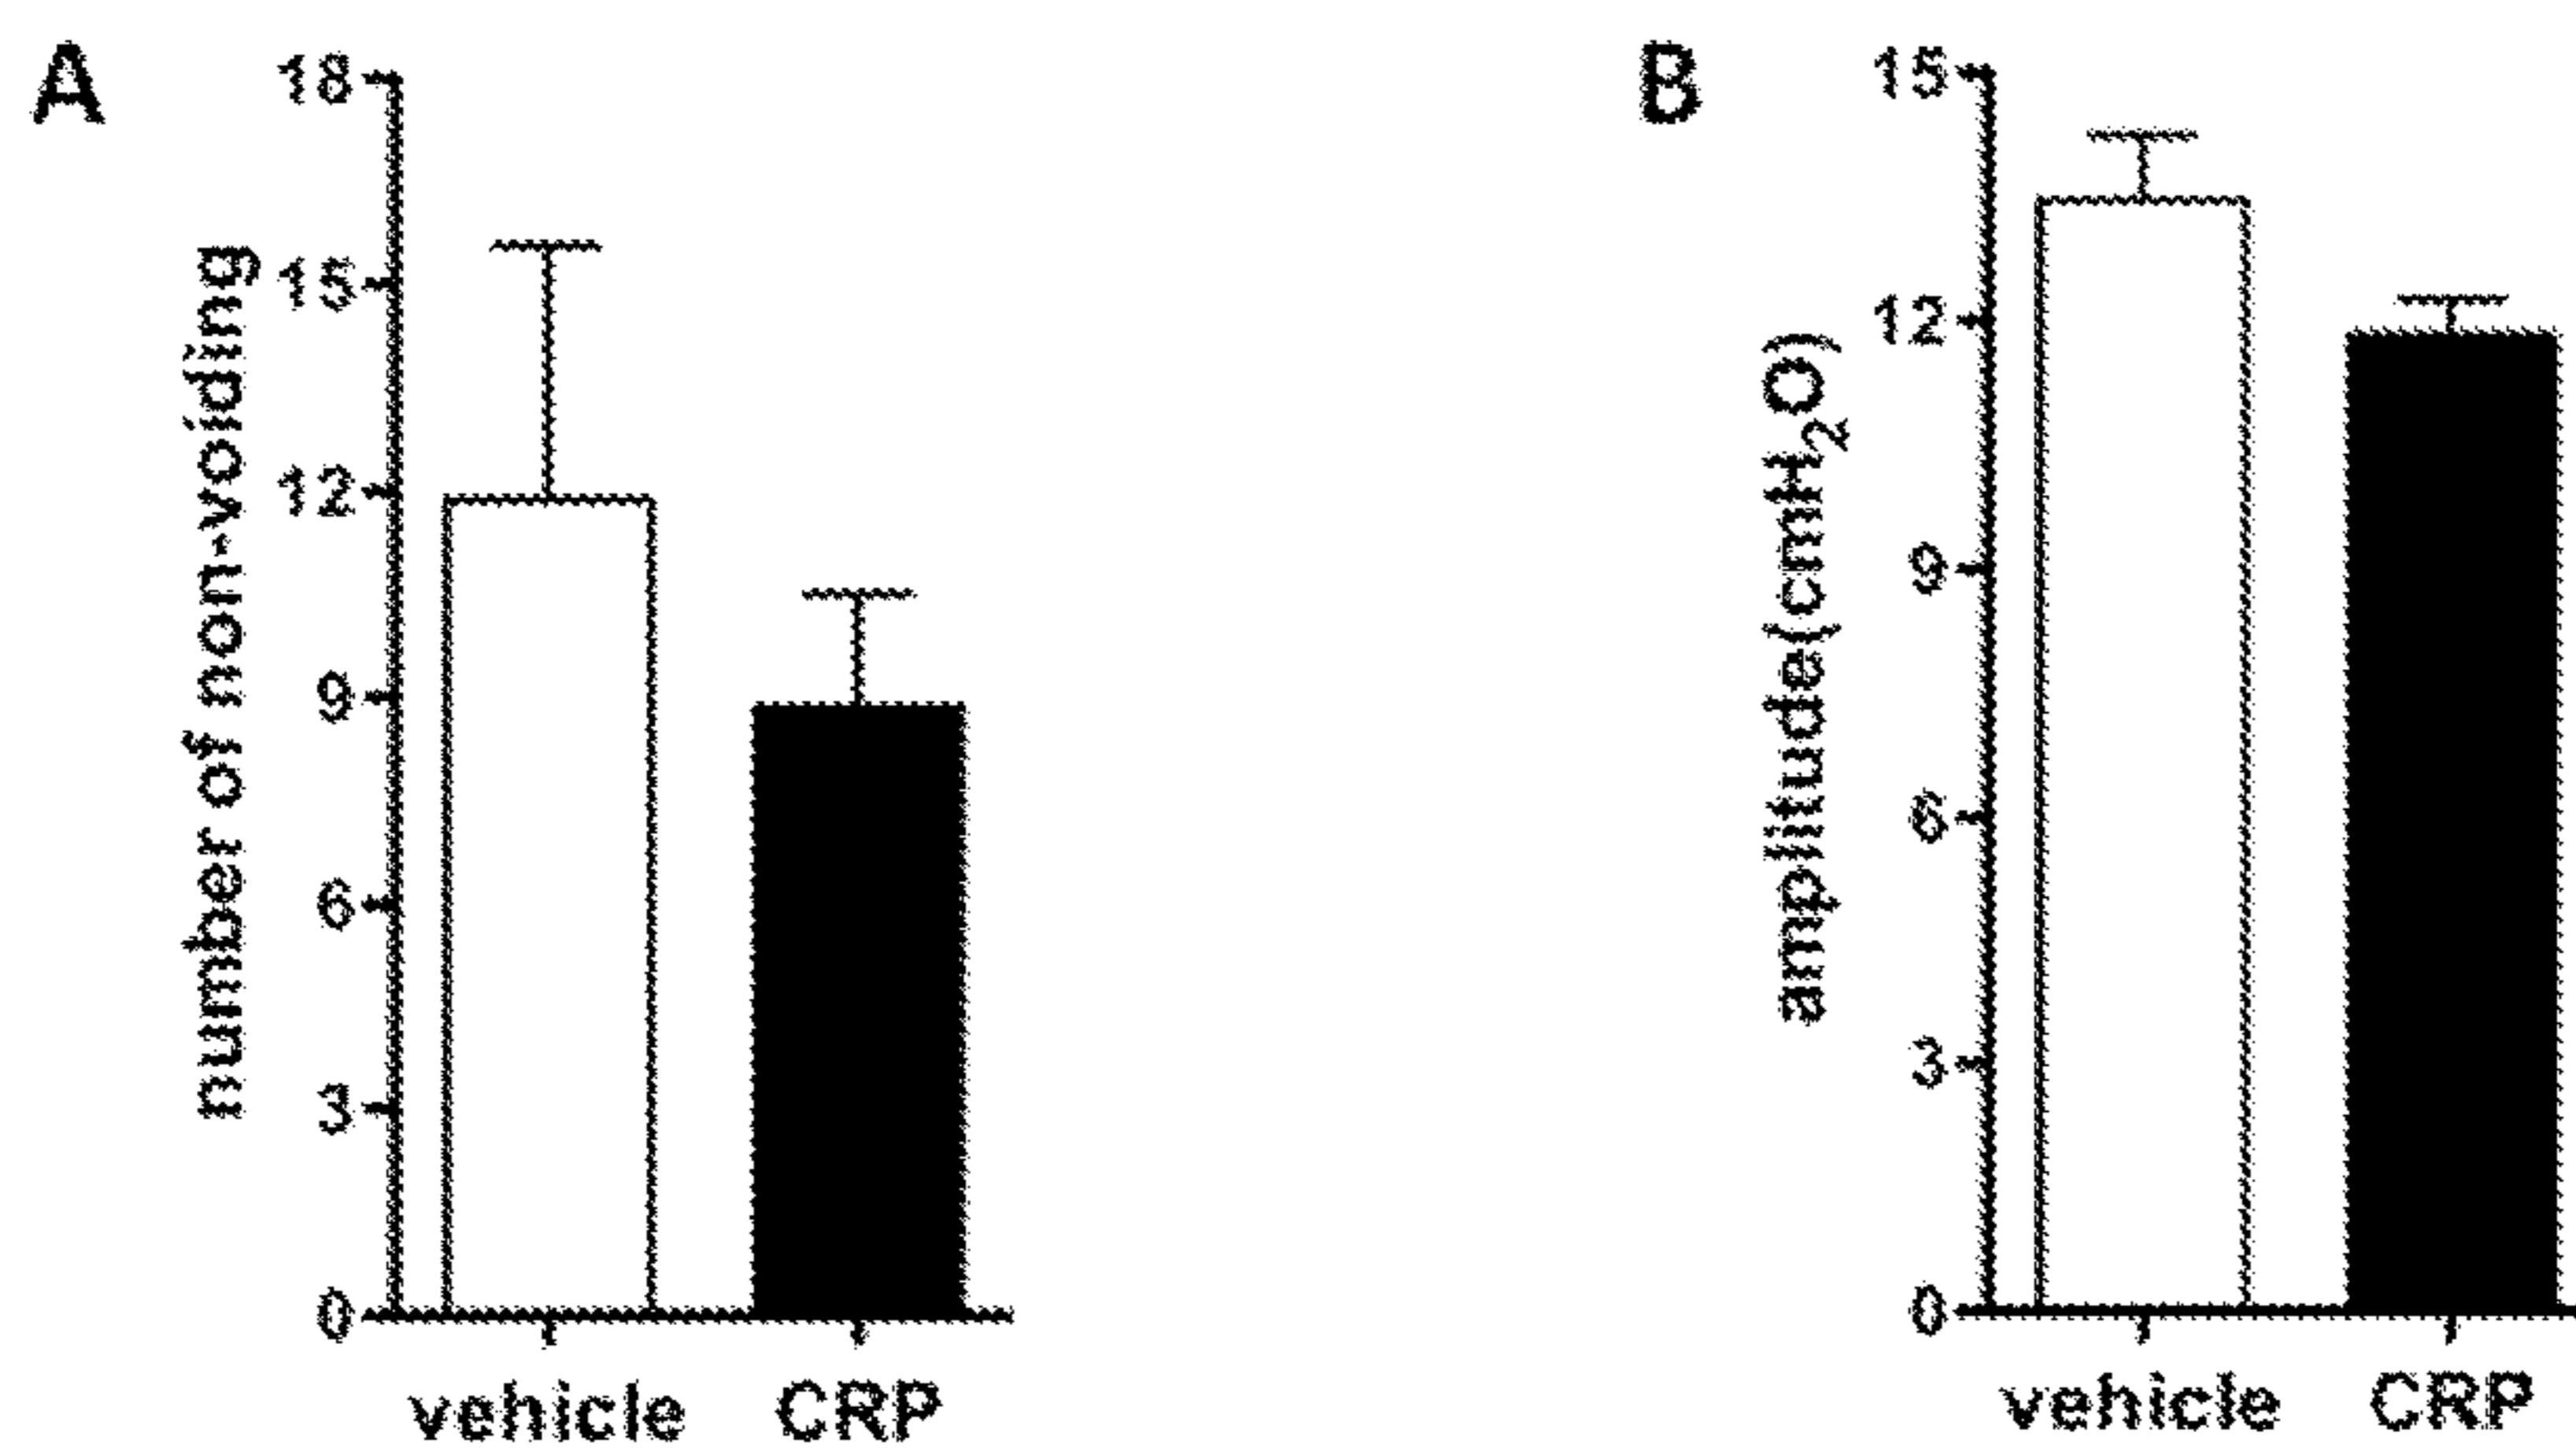 A
number of non-voiding
18
15
12
9
6
3
0
vehicle CRP
B
amplitude(cmH₂O)
15
12
9
6
3
0
vehicle CRP